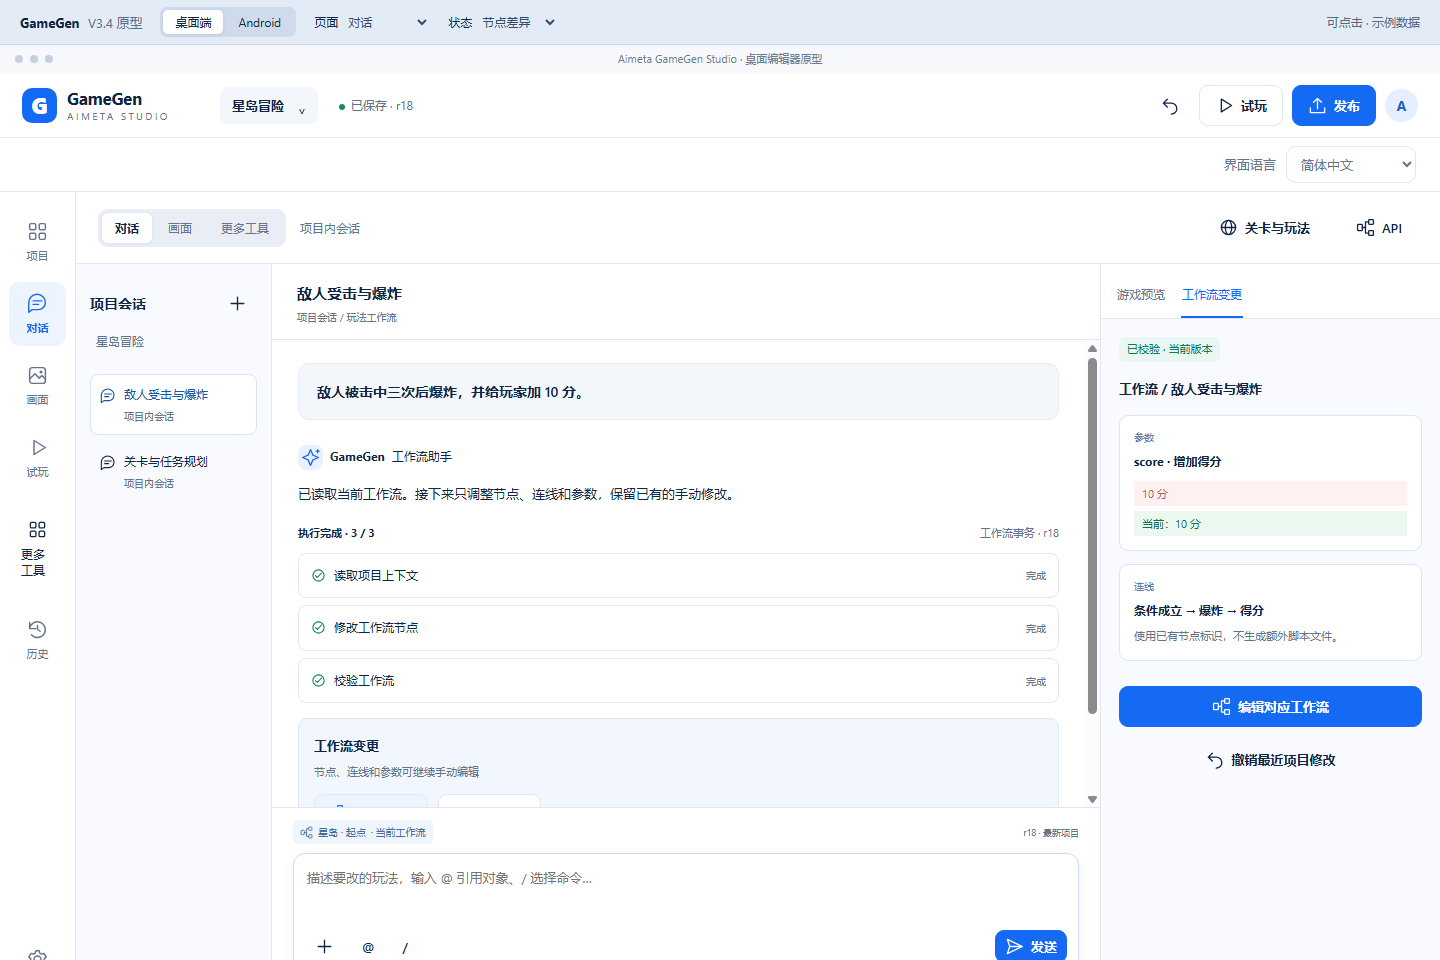 GameGen V3.4 原型 桌面端 Android 页面 对话 状态 节点差异 可点击 · 示例数据
Aimeta GameGen Studio · 桌面编辑器原型
G GameGen
AIMETA STUDIO
星岛冒险 已保存 · r18 试玩 发布 A
界面语言 简体中文
对话 画面 更多工具 项目内会话 关卡与玩法 API
项目
对话
画面
试玩
更多
工具
历史
项目会话
星岛冒险
敌人受击与爆炸
项目内会话
关卡与任务规划
项目内会话
敌人受击与爆炸
项目会话 / 玩法工作流
敌人被击中三次后爆炸，并给玩家加 10 分。
GameGen 工作流助手
已读取当前工作流。接下来只调整节点、连线和参数，保留已有的手动修改。
执行完成 · 3 / 3 工作流事务 · r18
读取项目上下文 完成
修改工作流节点 完成
校验工作流 完成
工作流变更
节点、连线和参数可继续手动编辑
星岛 · 起点 · 当前工作流 r18 · 最新项目
描述要改的玩法，输入 @ 引用对象、/ 选择命令...
@ / 发送
游戏预览 工作流变更
已校验 · 当前版本
工作流 / 敌人受击与爆炸
参数
score · 增加得分
10 分
当前：10 分
连线
条件成立 → 爆炸 → 得分
使用已有节点标识，不生成额外脚本文件。
编辑对应工作流
撤销最近项目修改